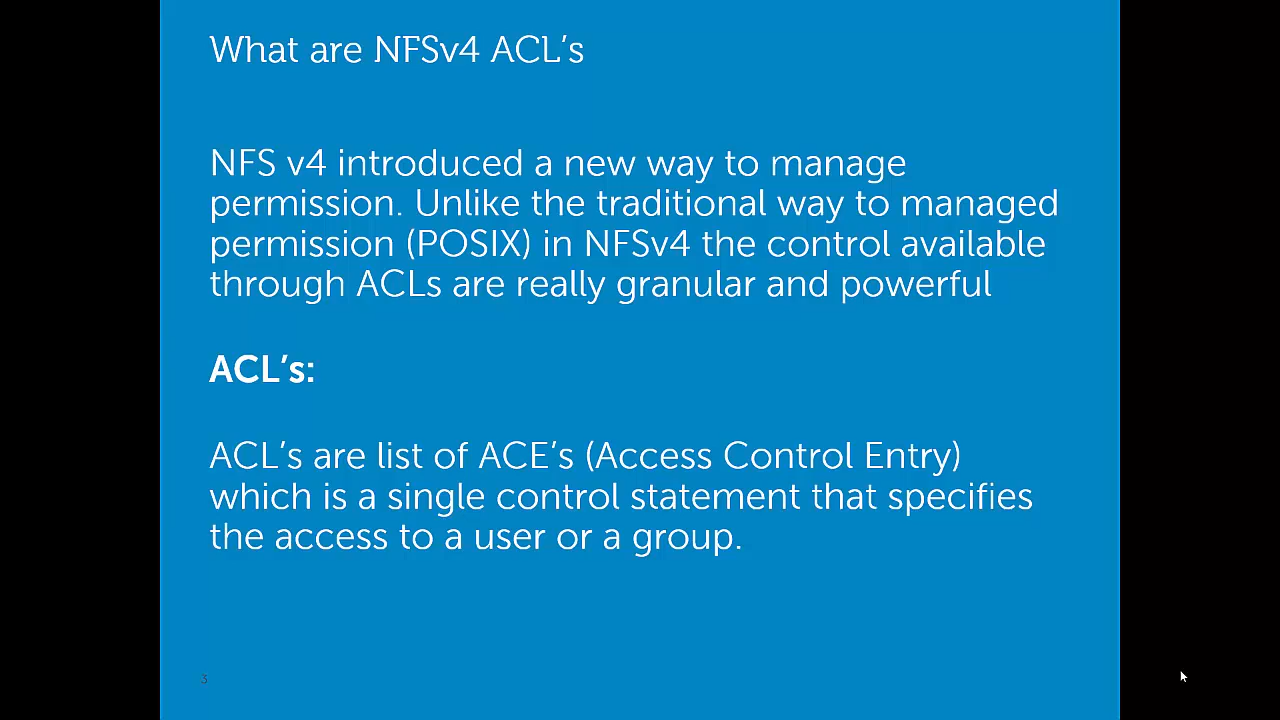 What are NFSv4 ACL’s
NFS v4 introduced a new way to manage
permission. Unlike the traditional way to managed
permission (POSIX) in NFSv4 the control available
through ACLs are really granular and powerful
ACL’s:
ACL’s are list of ACE’s (Access Control Entry)
which is a single control statement that specifies
the access to a user or a group.
3